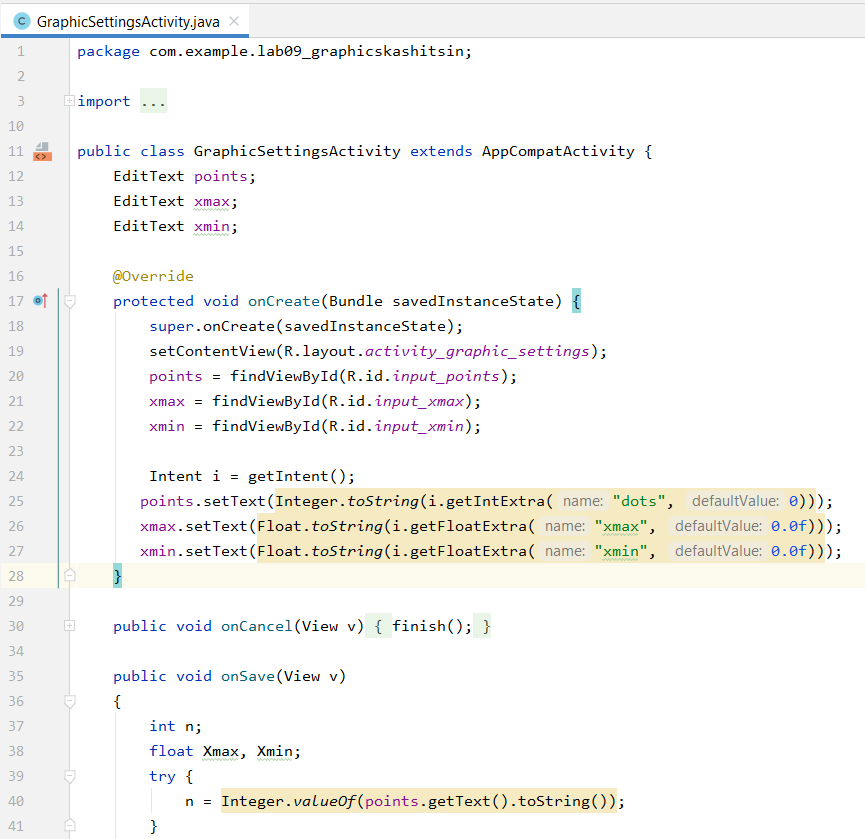 GraphicSettingsActivity.java
1 package com.example.lab09_graphicskashitsin;
2
3 import ...
10
11 public class GraphicSettingsActivity extends AppCompatActivity {
12 EditText points;
13 EditText xmax;
14 EditText xmin;
15
16 @Override
17 protected void onCreate(Bundle savedInstanceState) {
18 super.onCreate(savedInstanceState);
19 setContentView(R.layout.activity_graphic_settings);
20 points = findViewById(R.id.input_points);
21 xmax = findViewById(R.id.input_xmax);
22 xmin = findViewById(R.id.input_xmin);
23
24 Intent i = getIntent();
25 points.setText(Integer.toString(i.getIntExtra( name: "dots", defaultValue: 0)));
26 xmax.setText(Float.toString(i.getFloatExtra( name: "xmax", defaultValue: 0.0f)));
27 xmin.setText(Float.toString(i.getFloatExtra( name: "xmin", defaultValue: 0.0f)));
28 }
29
30 public void onCancel(View v) { finish(); }
34
35 public void onSave(View v)
36 {
37 int n;
38 float Xmax, Xmin;
39 try {
40 n = Integer.valueOf(points.getText().toString());
41 }